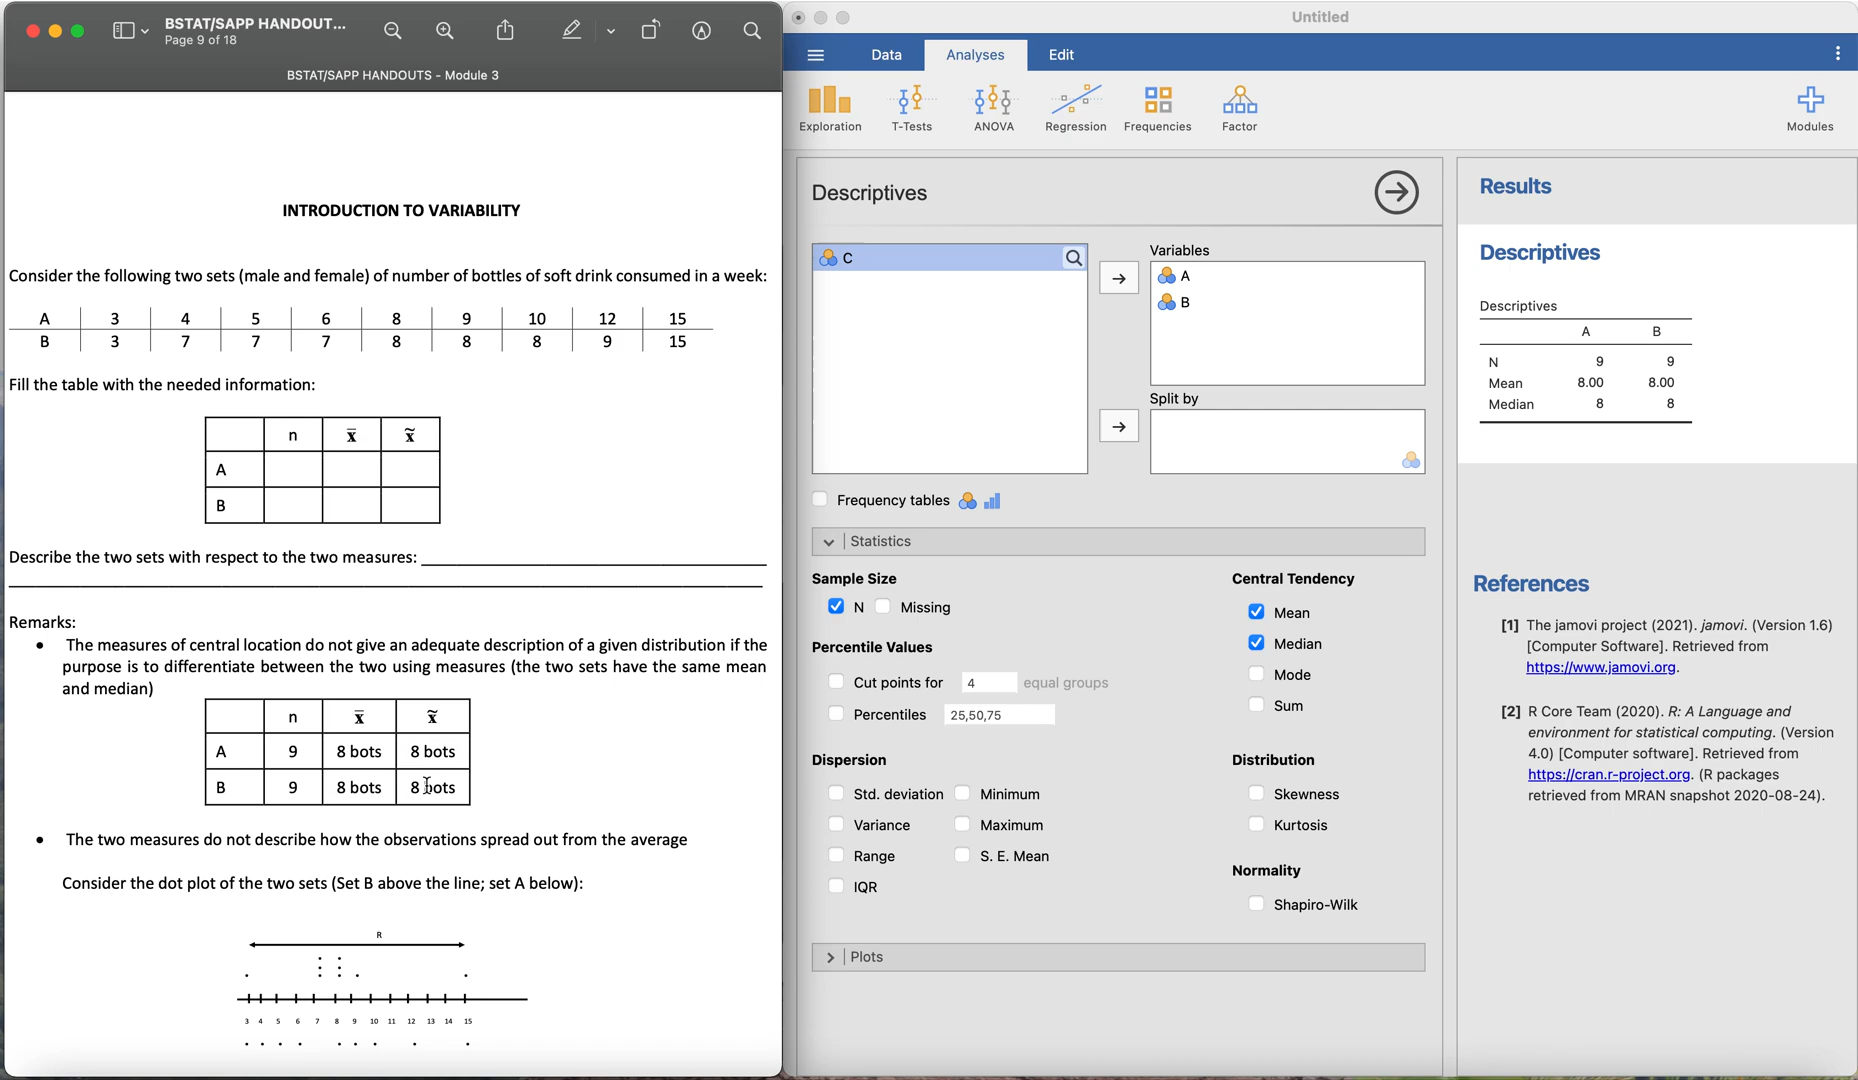 BSTAT/SAPP HANDOUT...
Page 9 of 18
BSTAT/SAPP HANDOUTS - Module 3
INTRODUCTION TO VARIABILITY
Consider the following two sets (male and female) of number of bottles of soft drink consumed in a week:
A 3 4 5 6 8 9 10 12 15
B 3 7 7 7 8 8 8 9 15
Fill the table with the needed information:
n x̄ x̃
A
B
Describe the two sets with respect to the two measures:
Remarks:
• The measures of central location do not give an adequate description of a given distribution if the
purpose is to differentiate between the two using measures (the two sets have the same mean
and median)
n x̄ x̃
A 9 8 bots 8 bots
B 9 8 bots 8 bots
• The two measures do not describe how the observations spread out from the average
Consider the dot plot of the two sets (Set B above the line; set A below):
R
3 4 5 6 7 8 9 10 11 12 13 14 15
Untitled
Data Analyses Edit
Exploration T-Tests ANOVA Regression Frequencies Factor Modules
Descriptives
C
Variables
A
B
Split by
Frequency tables
Statistics
Sample Size
N Missing
Percentile Values
Cut points for 4 equal groups
Percentiles 25,50,75
Dispersion
Std. deviation Minimum
Variance Maximum
Range S. E. Mean
IQR
Central Tendency
Mean
Median
Mode
Sum
Distribution
Skewness
Kurtosis
Normality
Shapiro-Wilk
Plots
Results
Descriptives
Descriptives
A B
N 9 9
Mean 8.00 8.00
Median 8 8
References
[1] The jamovi project (2021). jamovi. (Version 1.6)
[Computer Software]. Retrieved from
https://www.jamovi.org.
[2] R Core Team (2020). R: A Language and
environment for statistical computing. (Version
4.0) [Computer software]. Retrieved from
https://cran.r-project.org. (R packages
retrieved from MRAN snapshot 2020-08-24).